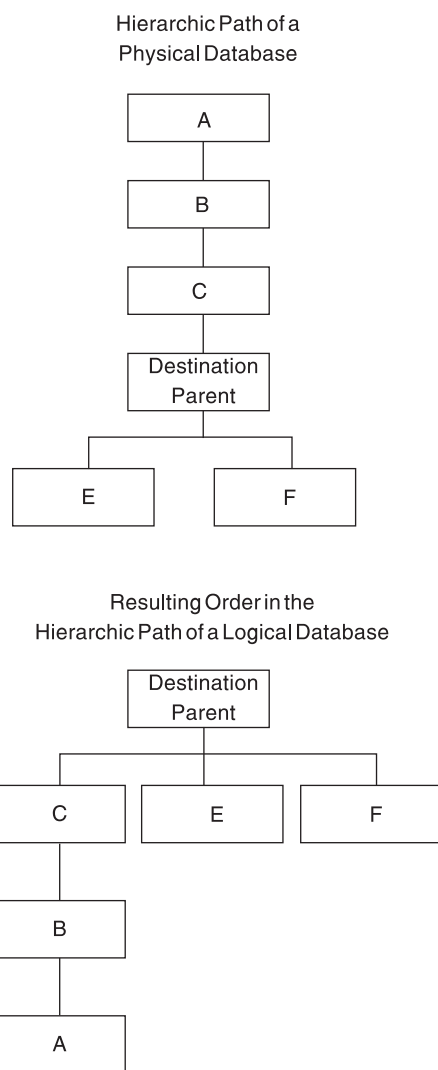 Hierarchic Path of a
Physical Database
A
B
C
Destination
Parent
E
F
Resulting Order in the
Hierarchic Path of a Logical Database
Destination
Parent
C
E
F
B
A